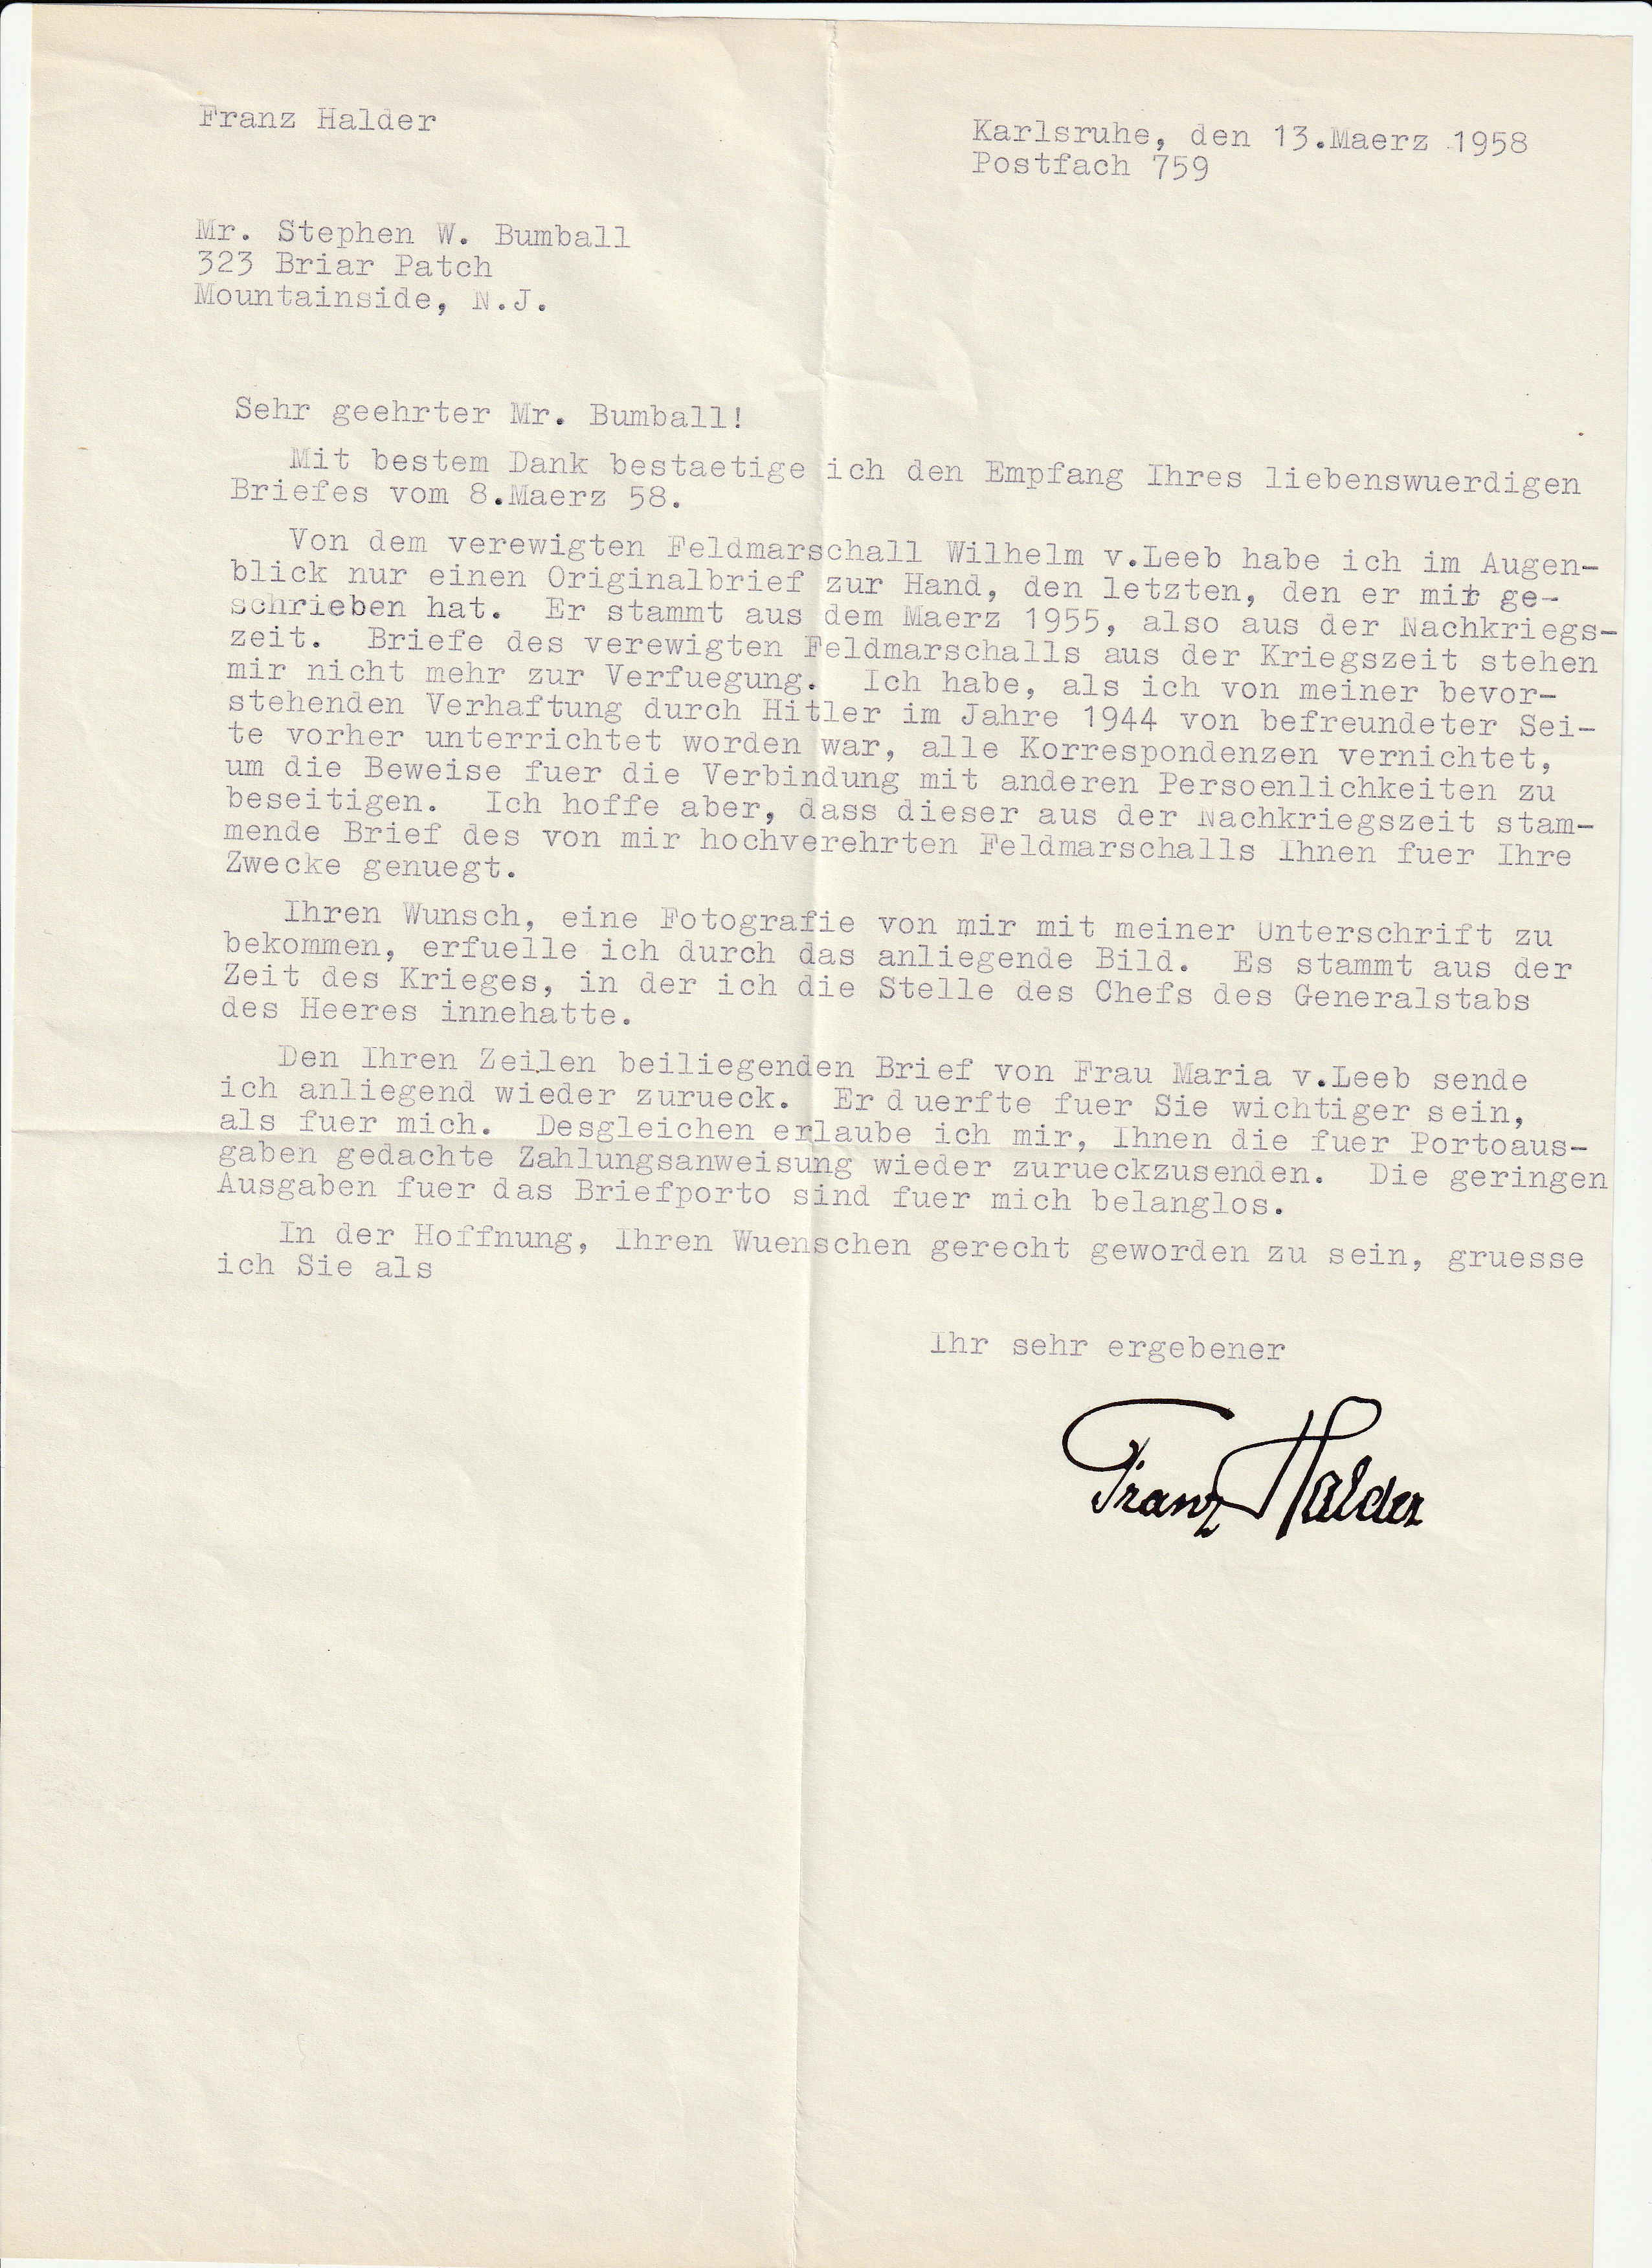 Franz Halder
Karlsruhe, den 13.Maerz 1958
Postfach 759
Mr. Stephen W. Bumball
323 Briar Patch
Mountainside, N.J.
Sehr geehrter Mr. Bumball!
Mit bestem Dank bestaetige ich den Empfang Ihres liebenswuerdigen
Briefes vom 8.Maerz 58.
Von dem verewigten Feldmarschall Wilhelm v.Leeb habe ich im Augen-
blick nur einen Originalbrief zur Hand, den letzten, den er mir ge-
schrieben hat. Er stammt aus dem Maerz 1955, also aus der Nachkriegs-
zeit. Briefe des verewigten Feldmarschalls aus der Kriegszeit stehen
mir nicht mehr zur Verfuegung. Ich habe, als ich von meiner bevor-
stehenden Verhaftung durch Hitler im Jahre 1944 von befreundeter Sei-
te vorher unterrichtet worden war, alle Korrespondenzen vernichtet,
um die Beweise fuer die Verbindung mit anderen Persoenlichkeiten zu
beseitigen. Ich hoffe aber, dass dieser aus der Nachkriegszeit stam-
mende Brief des von mir hochverehrten Feldmarschalls Ihnen fuer Ihre
Zwecke genuegt.
Ihren Wunsch, eine Fotografie von mir mit meiner Unterschrift zu
bekommen, erfuelle ich durch das anliegende Bild. Es stammt aus der
Zeit des Krieges, in der ich die Stelle des Chefs des Generalstabs
des Heeres innehatte.
Den Ihren Zeilen beiliegenden Brief von Frau Maria v.Leeb sende
ich anliegend wieder zurueck. Er duerfte fuer Sie wichtiger sein,
als fuer mich. Desgleichen erlaube ich mir, Ihnen die fuer Portoaus-
gaben gedachte Zahlungsanweisung wieder zurueckzusenden. Die geringen
Ausgaben fuer das Briefporto sind fuer mich belanglos.
In der Hoffnung, Ihren Wuenschen gerecht geworden zu sein, gruesse
ich Sie als
Ihr sehr ergebener
Franz Halder